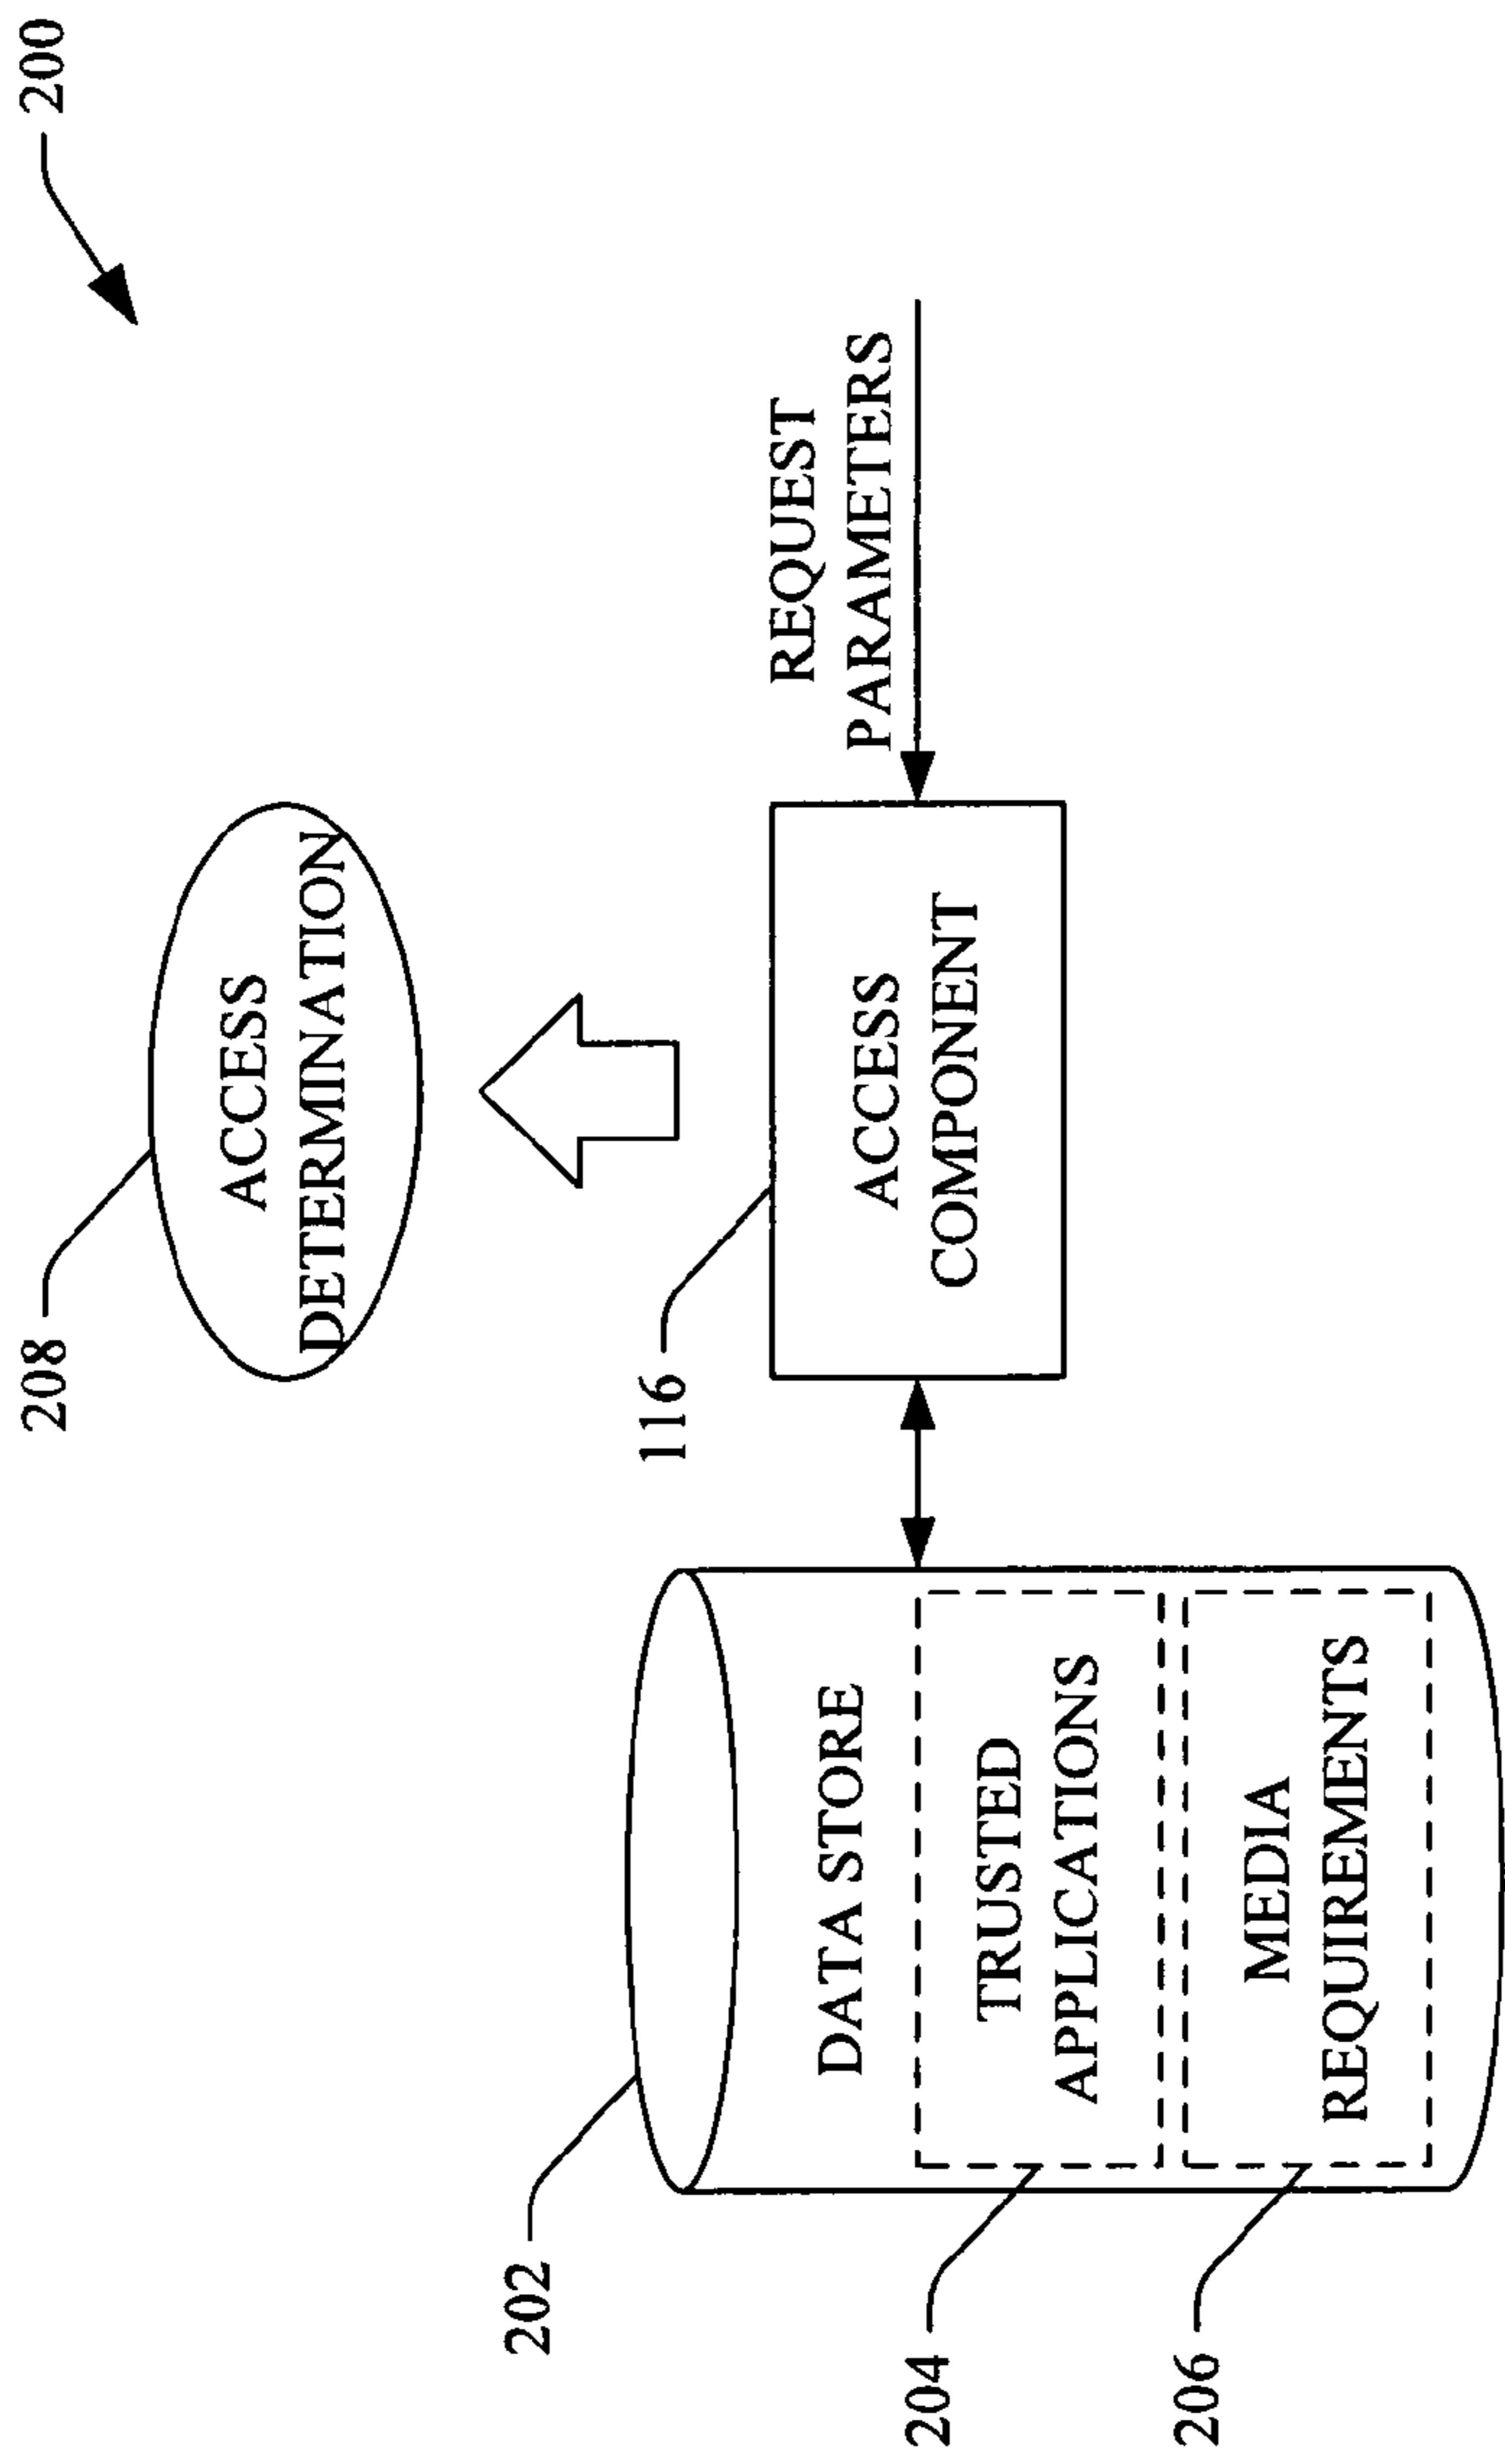 200
208
ACCESS
DETERMINATION
116
ACCESS
COMPONENT
REQUEST
PARAMETERS
202
DATA STORE
204
TRUSTED
APPLICATIONS
206
MEDIA
REQUIREMENTS